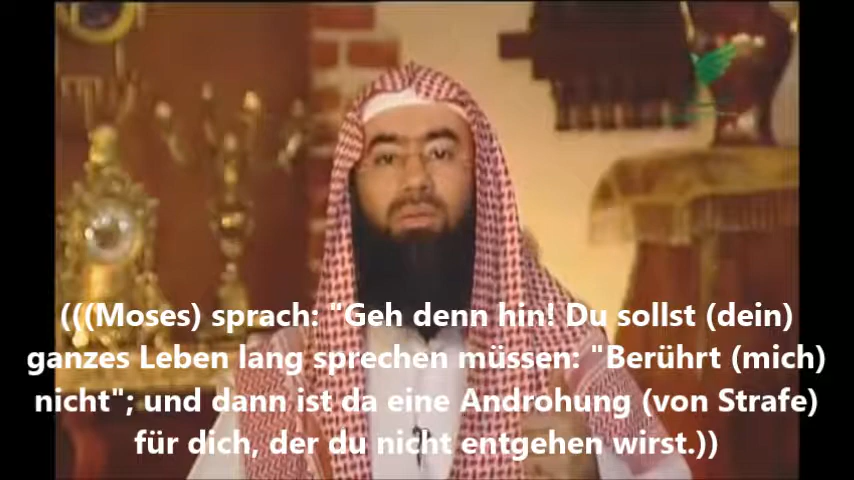 (((Moses) sprach: "Geh denn hin! Du sollst (dein)
ganzes Leben lang sprechen müssen: "Berührt (mich)
nicht"; und dann ist da eine Androhung (von Strafe)
für dich, der du nicht entgehen wirst.))